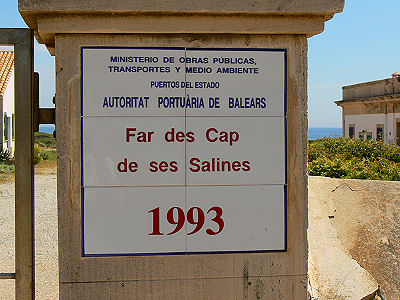 MINISTERIO DE OBRAS PÚBLICAS,
TRANSPORTES Y MEDIO AMBIENTE
PUERTOS DEL ESTADO
AUTORITAT PORTUÀRIA DE BALEARS
Far des Cap
de ses Salines
1993